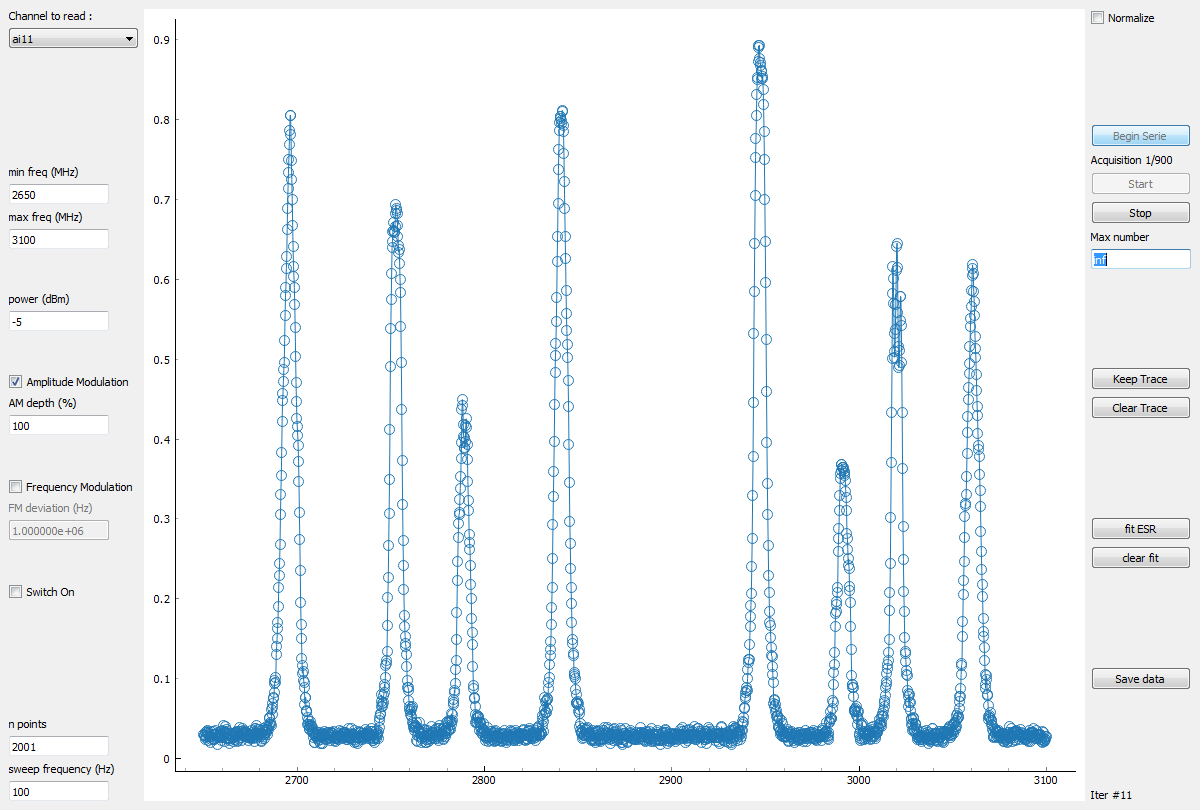 Channel to read :
ai11
min freq (MHz)
2650
max freq (MHz)
3100
power (dBm)
-5
Amplitude Modulation
AM depth (%)
100
Frequency Modulation
FM deviation (Hz)
1.000000e+06
Switch On
n points
2001
sweep frequency (Hz)
100
0.9
0.8
0.7
0.6
0.5
0.4
0.3
0.2
0.1
0
2700
2800
2900
3000
3100
Normalize
Begin Serie
Acquisition 1/900
Start
Stop
Max number
inf
Keep Trace
Clear Trace
fit ESR
clear fit
Save data
Iter #11